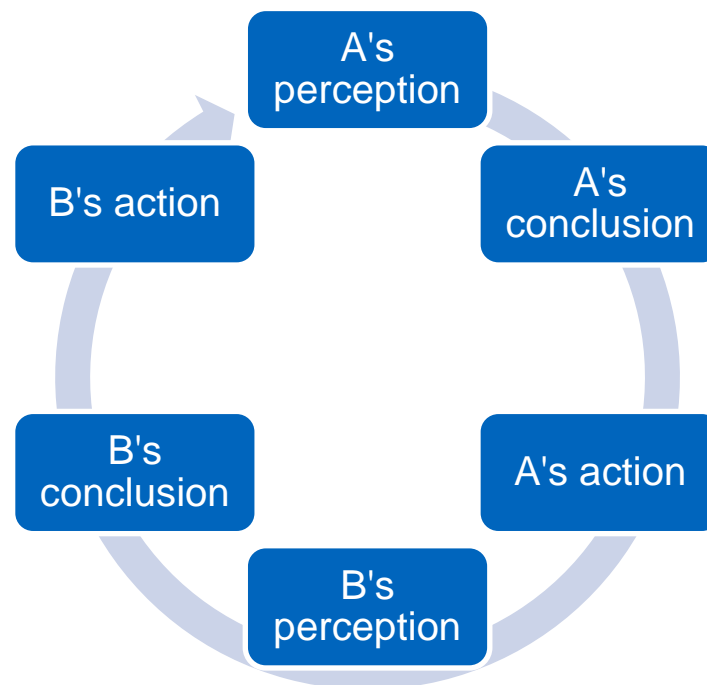 A's
perception
A's
conclusion
A's action
B's
perception
B's
conclusion
B's action